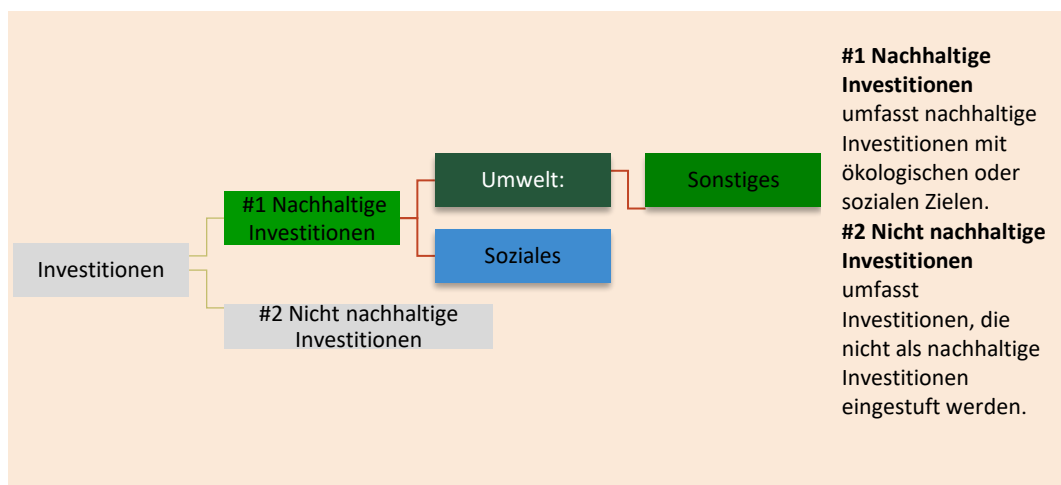 Investitionen
#1 Nachhaltige
Investitionen
#2 Nicht nachhaltige
Investitionen
Umwelt:
Soziales
Sonstiges
#1 Nachhaltige
Investitionen
umfasst nachhaltige
Investitionen mit
ökologischen oder
sozialen Zielen.
#2 Nicht nachhaltige
Investitionen
umfasst
Investitionen, die
nicht als nachhaltige
Investitionen
eingestuft werden.